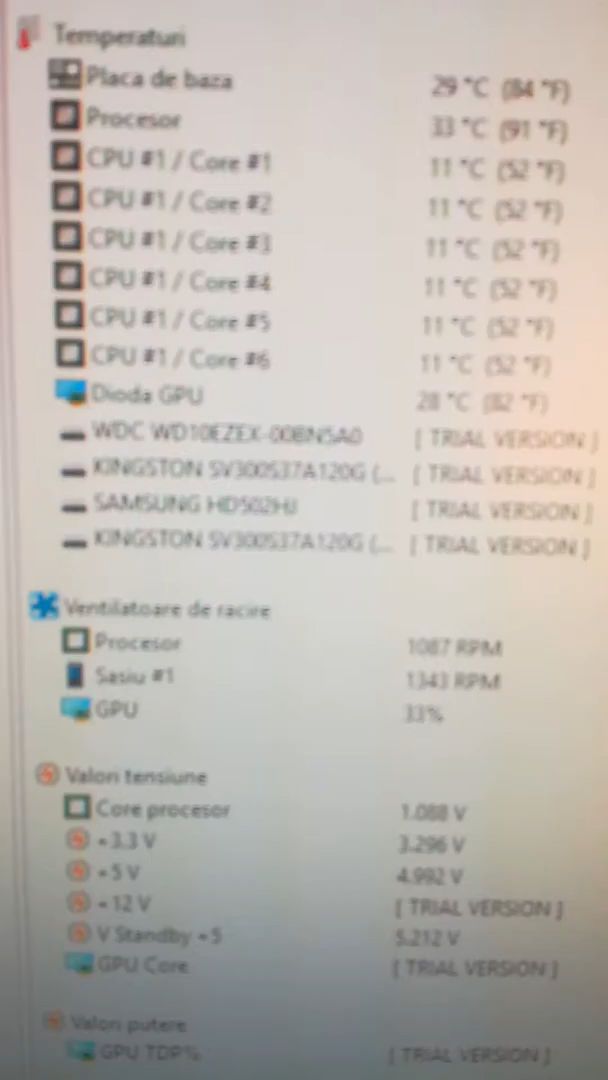 Temperaturi
Placa de baza 29 °C (84 °F)
Procesor 33 °C (91 °F)
CPU #1 / Core #1 11 °C (52 °F)
CPU #1 / Core #2 11 °C (52 °F)
CPU #1 / Core #3 11 °C (52 °F)
CPU #1 / Core #4 11 °C (52 °F)
CPU #1 / Core #5 11 °C (52 °F)
CPU #1 / Core #6 11 °C (52 °F)
Dioda GPU 28 °C (82 °F)
WDC WD10EZEX-00BN5A0 [ TRIAL VERSION ]
KINGSTON SV300S37A120G (... [ TRIAL VERSION ]
SAMSUNG HD502HJ [ TRIAL VERSION ]
KINGSTON SV300S37A120G (... [ TRIAL VERSION ]
Ventilatoare de racire
Procesor 1087 RPM
Sasiu #1 1343 RPM
GPU 33%
Valori tensiune
Core procesor 1.088 V
+3.3 V 3.296 V
+5 V 4.992 V
+12 V [ TRIAL VERSION ]
V Standby +5 5.212 V
GPU Core [ TRIAL VERSION ]
Valori putere
GPU TDP% [ TRIAL VERSION ]